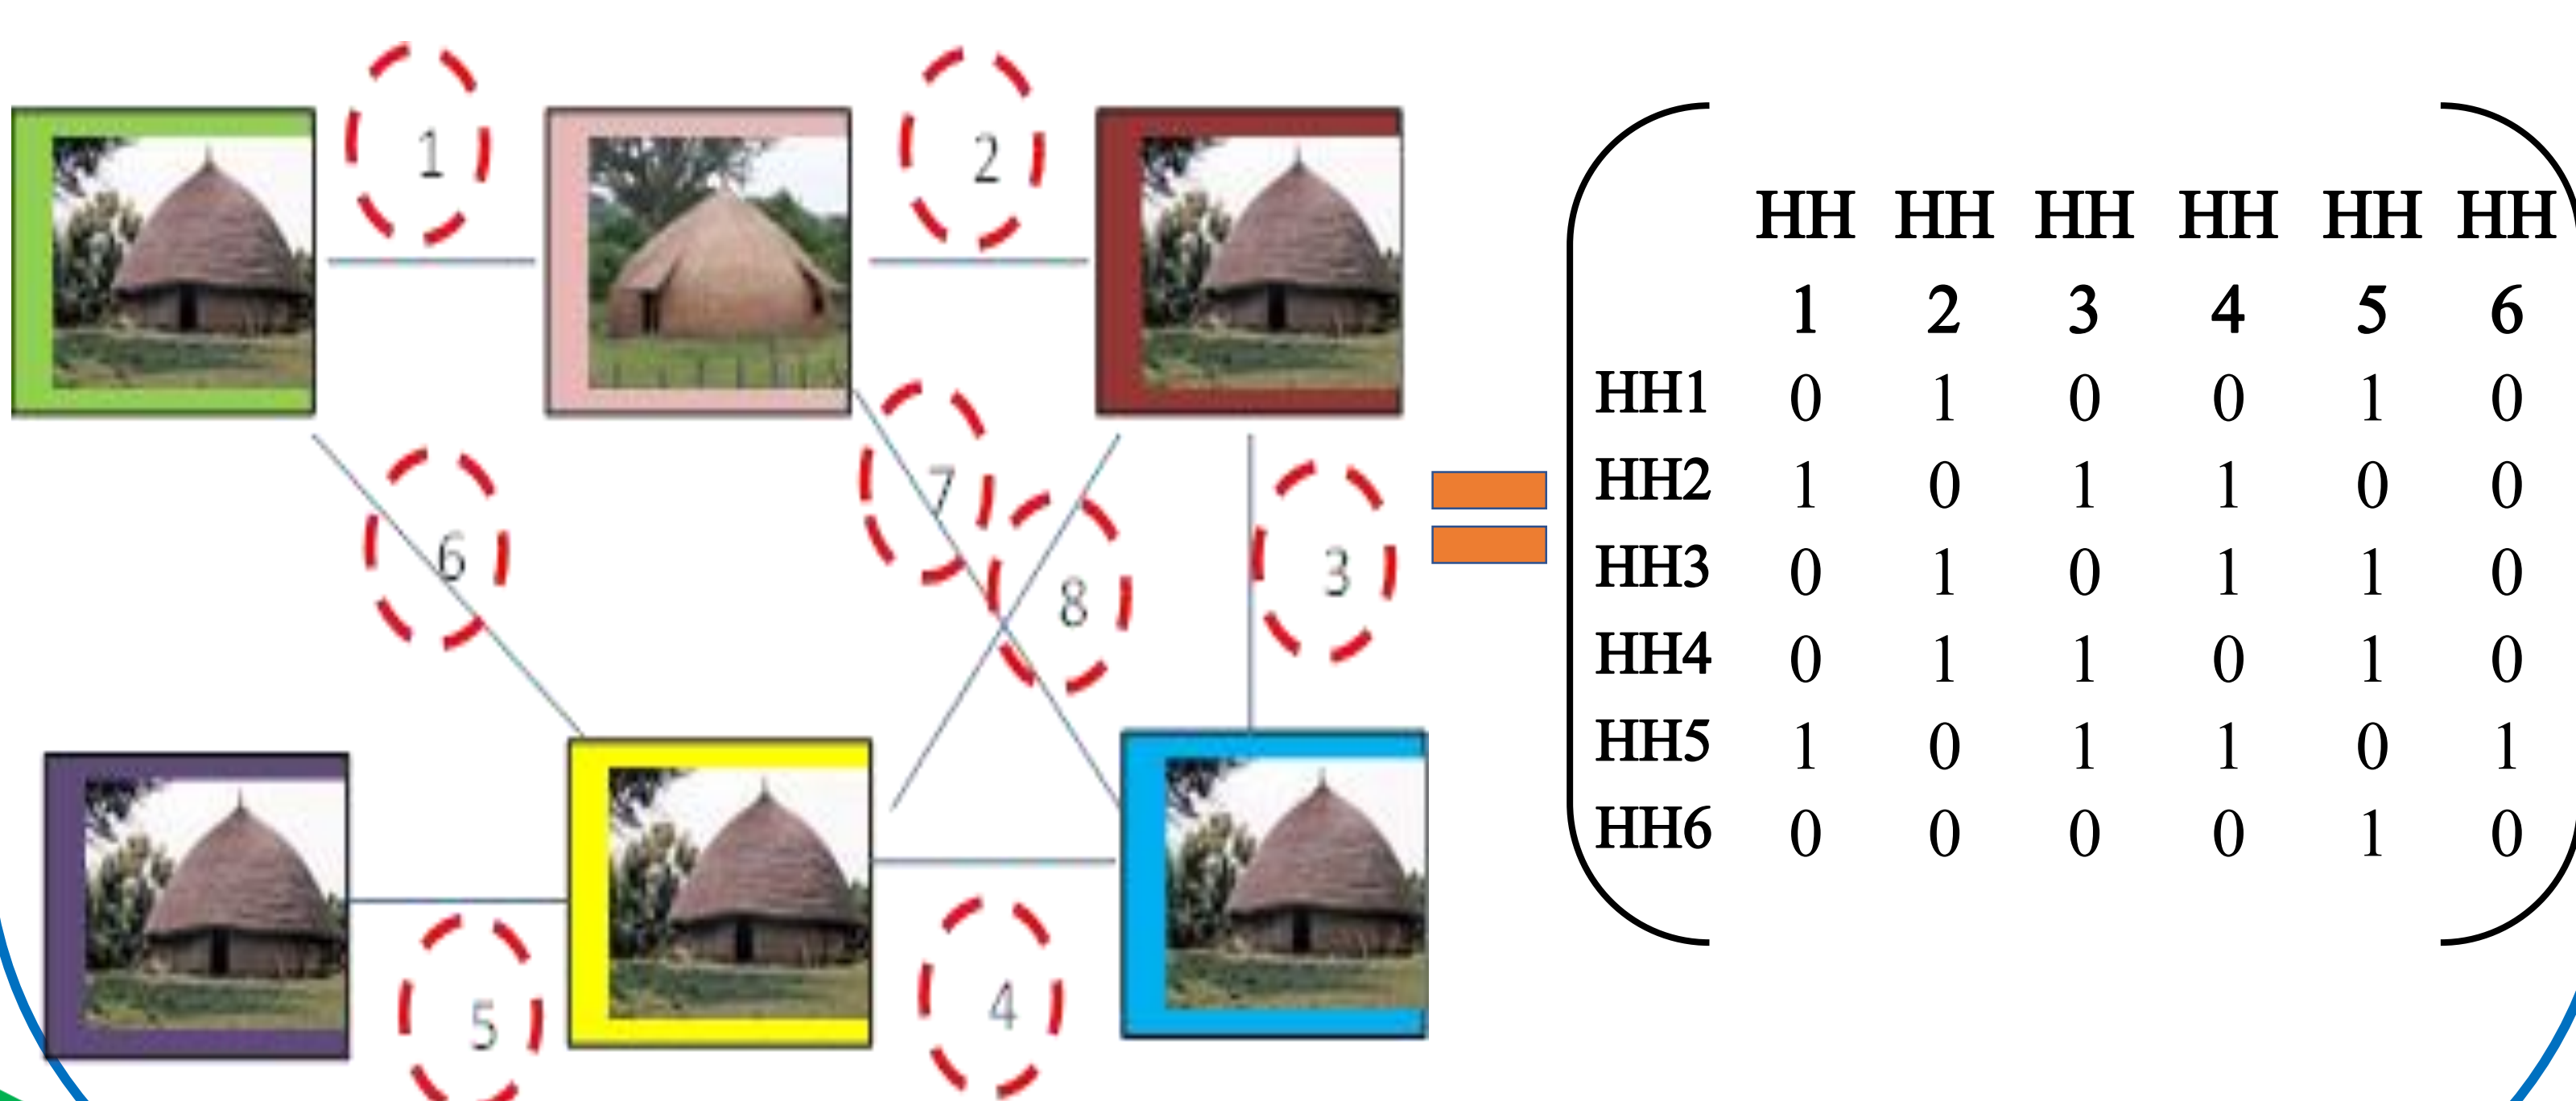 1
2
6
7
8
3
5
4
HH HH HH HH HH HH
1 2 3 4 5 6
HH1 0 1 0 0 1 0
HH2 1 0 1 1 0 0
HH3 0 1 0 1 1 0
HH4 0 1 1 0 1 0
HH5 1 0 1 1 0 1
HH6 0 0 0 0 1 0